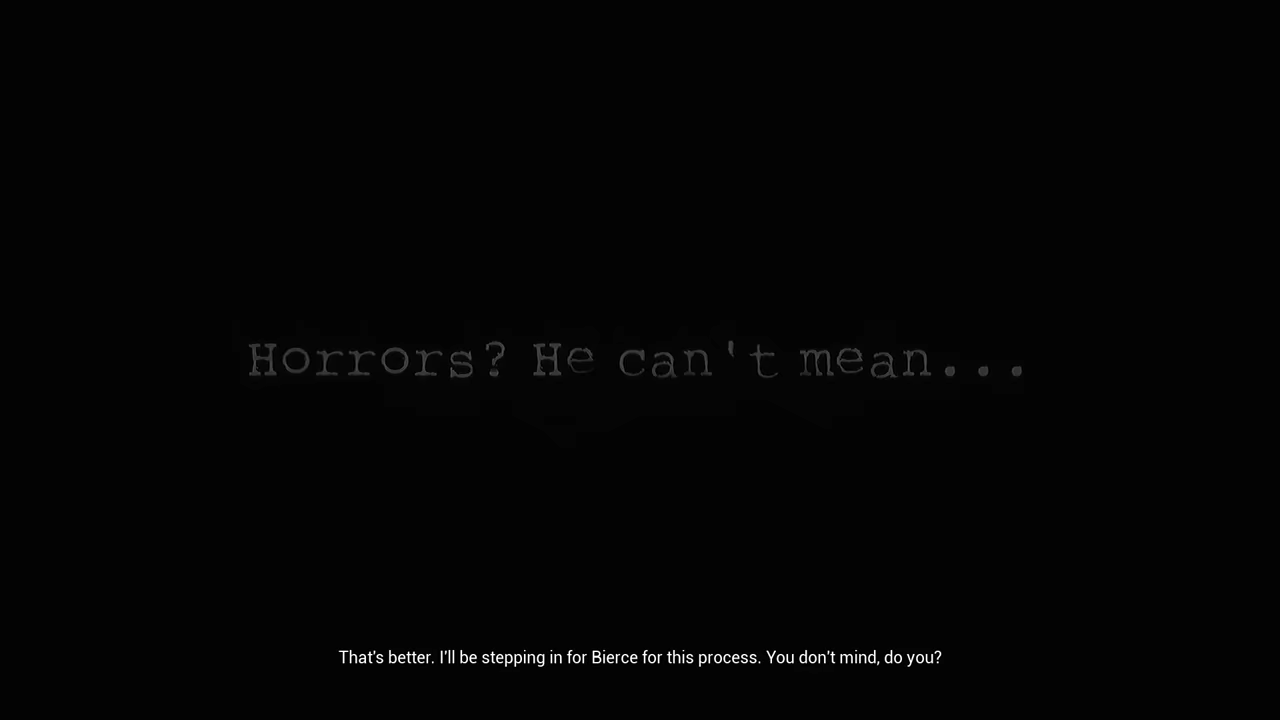 Horrors? He can't mean...
That's better. I'll be stepping in for Bierce for this process. You don't mind, do you?